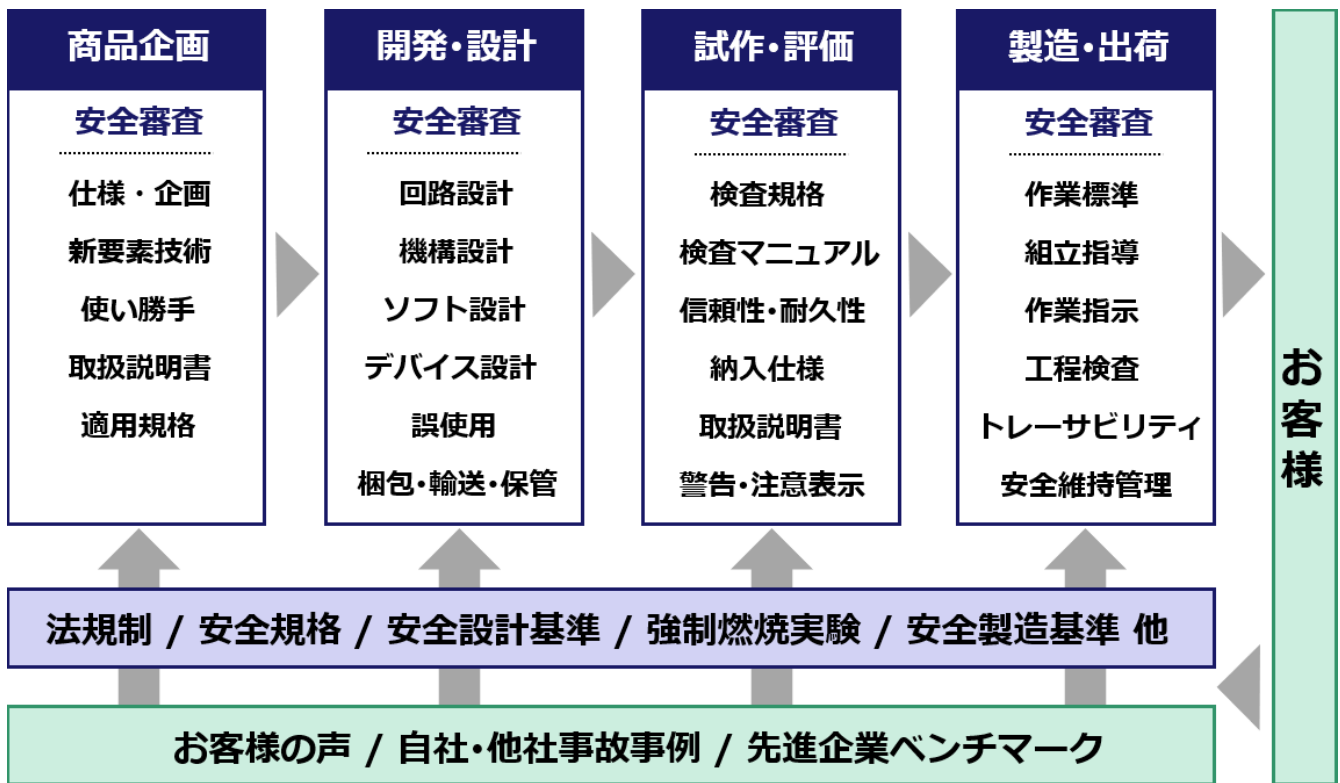 商品企画
安全審査
仕様・企画
新要素技術
使い勝手
取扱説明書
適用規格
開発・設計
安全審査
回路設計
機構設計
ソフト設計
デバイス設計
誤使用
梱包・輸送・保管
試作・評価
安全審査
検査規格
検査マニュアル
信頼性・耐久性
納入仕様
取扱説明書
警告・注意表示
製造・出荷
安全審査
作業標準
組立指導
作業指示
工程検査
トレーサビリティ
安全維持管理
お客様
法規制 / 安全規格 / 安全設計基準 / 強制燃焼実験 / 安全製造基準 他
お客様の声 / 自社・他社事故事例 / 先進企業ベンチマーク